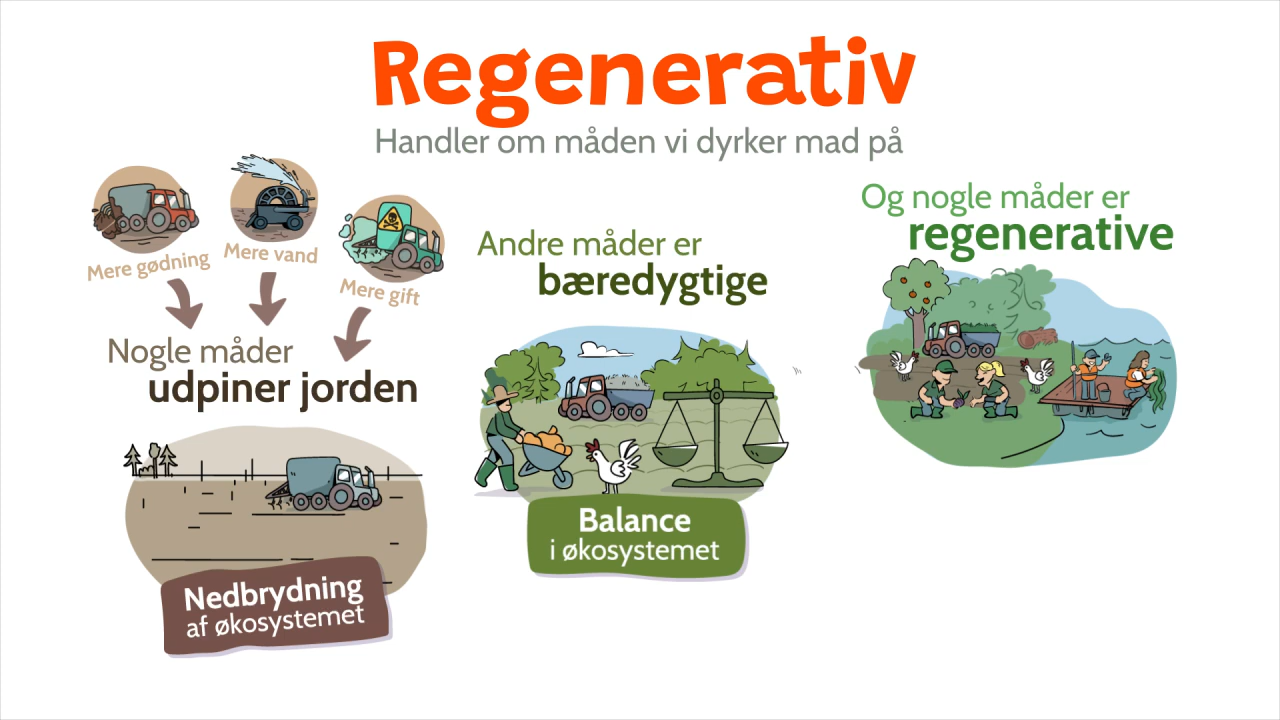 Regenerativ
Handler om måden vi dyrker mad på
Mere gødning
Mere vand
Mere gift
Nogle måder
udpiner jorden
Nedbrydning
af økosystemet
Andre måder er
bæredygtige
Balance
i økosystemet
Og nogle måder er
regenerative